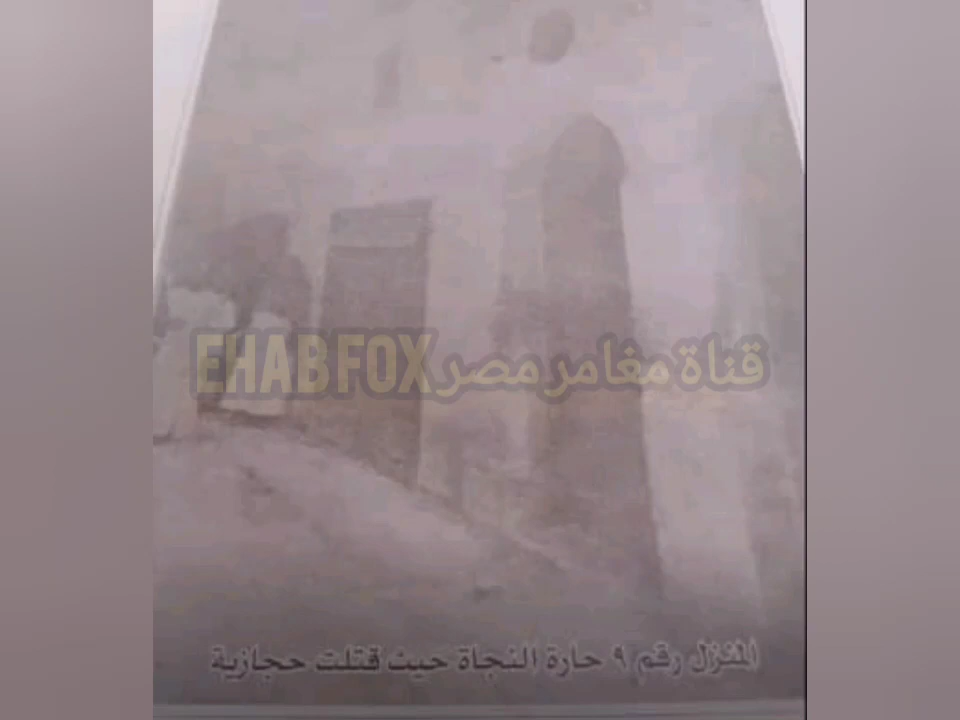 قناة مغامر مصر EHAB FOX
المنزل رقم ٩ حارة النجاة حيث قتلت حجازية